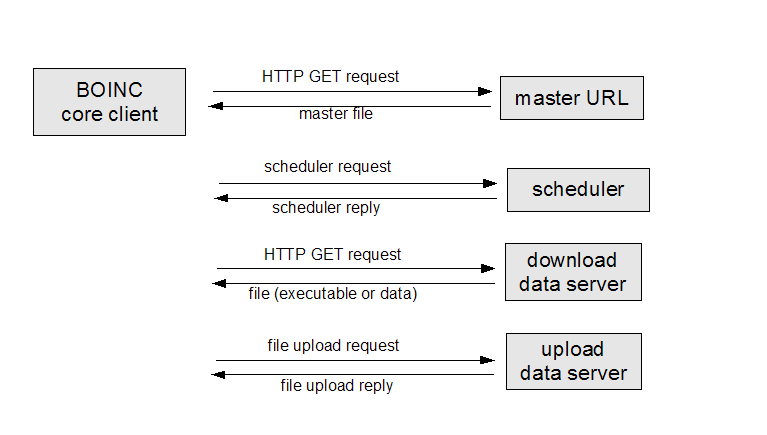 BOINC
core client
HTTP GET request
master file
master URL
scheduler request
scheduler reply
scheduler
HTTP GET request
file (executable or data)
download
data server
file upload request
file upload reply
upload
data server